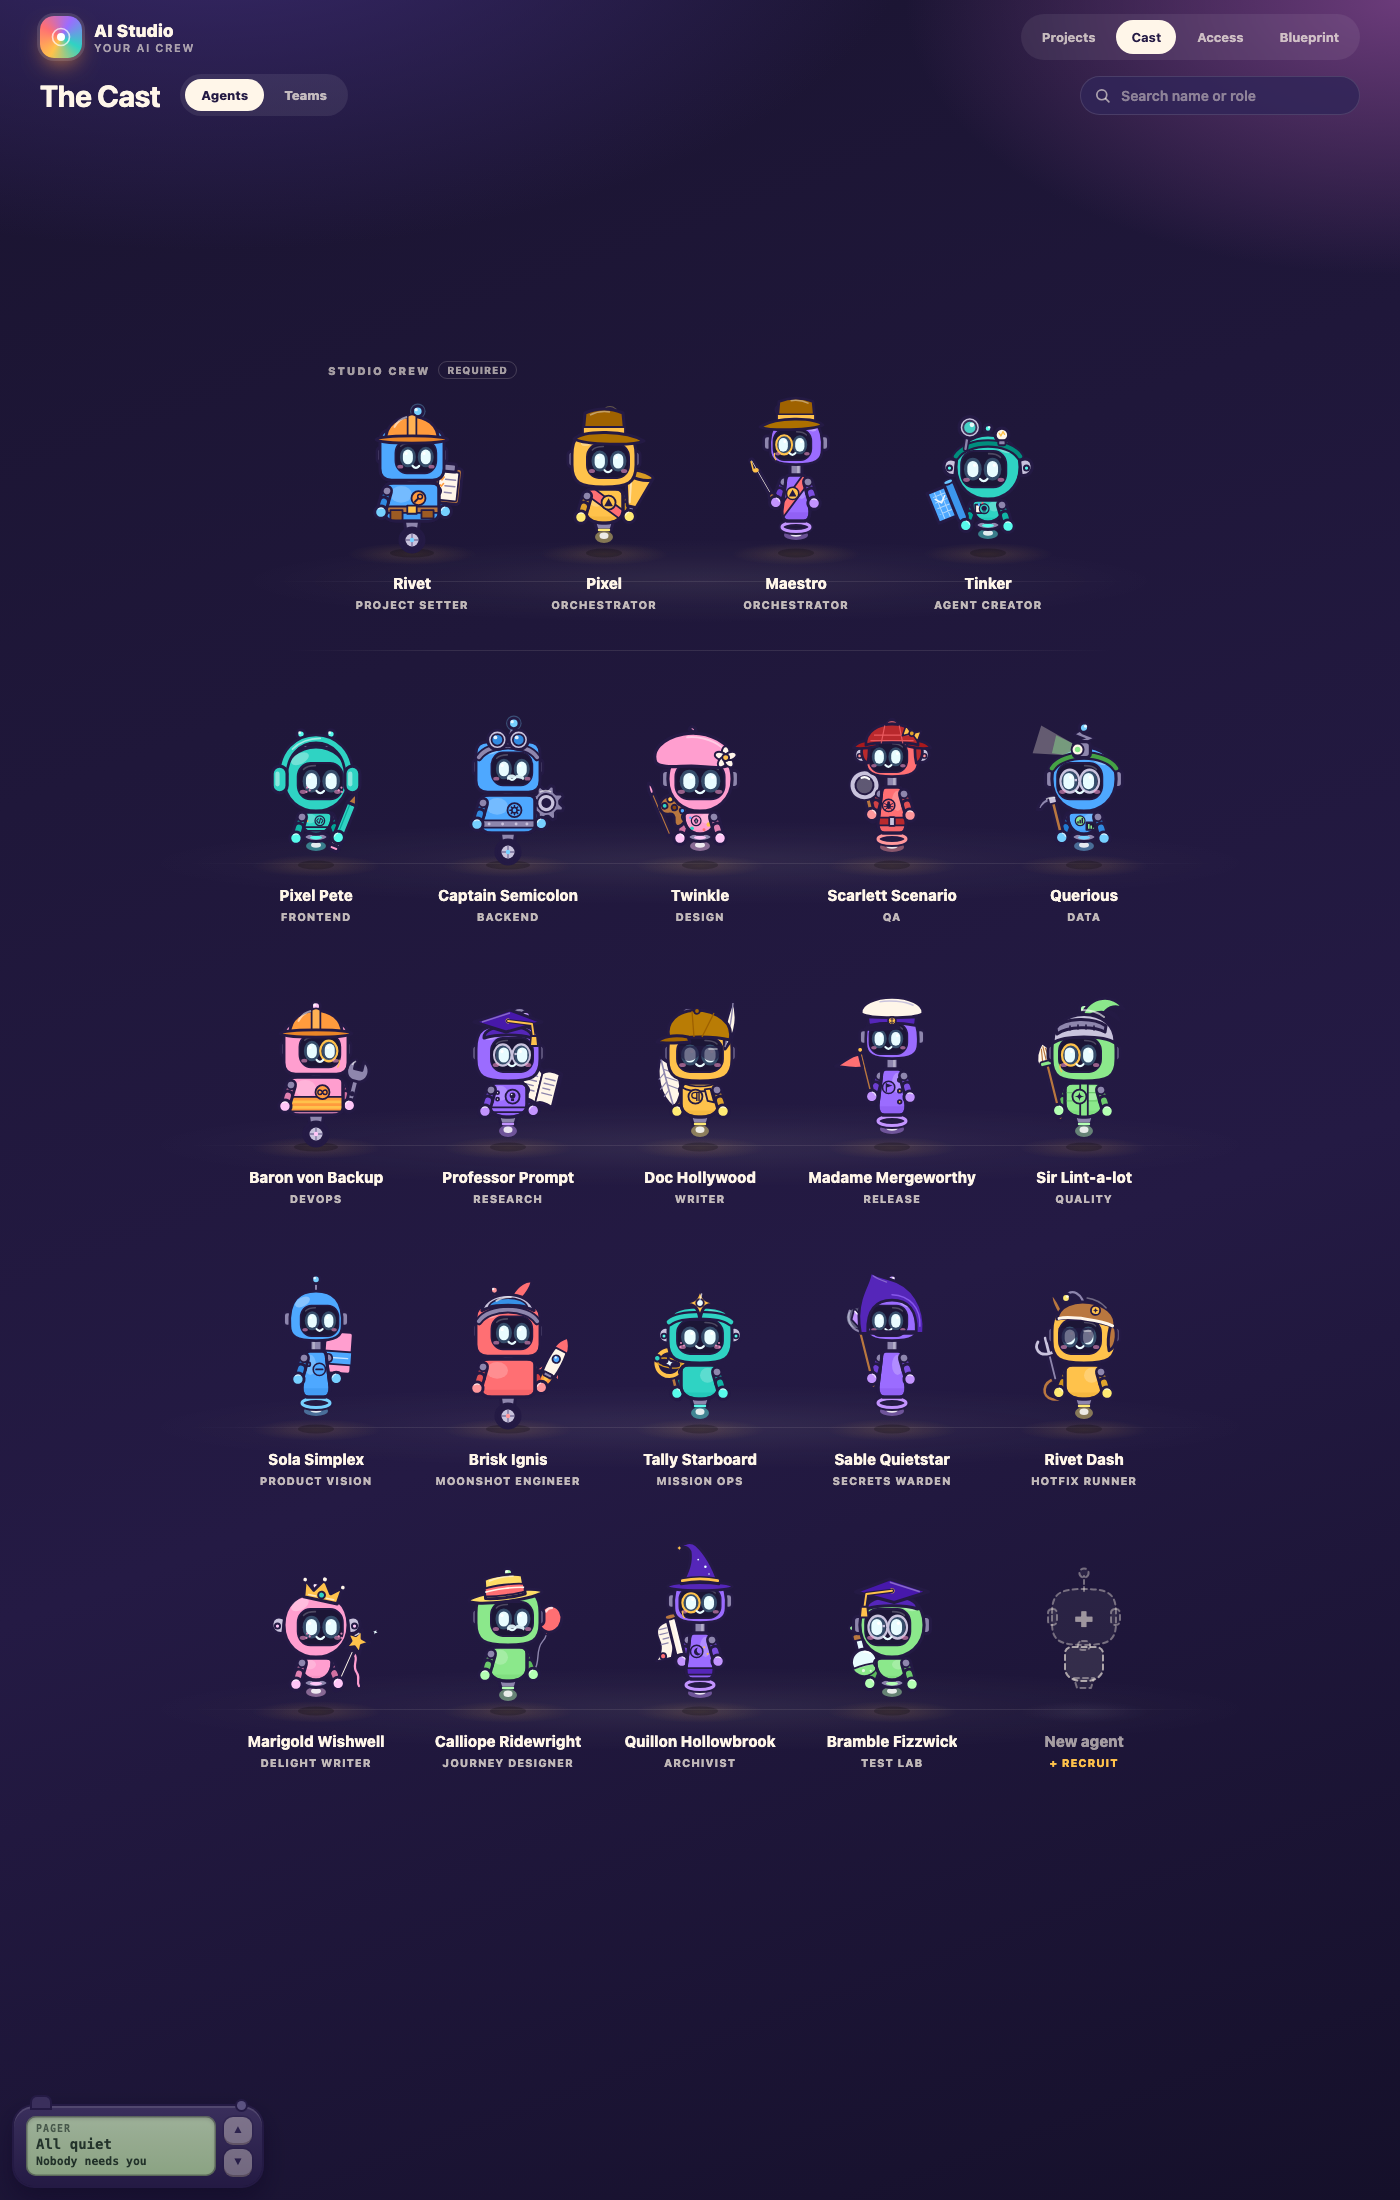 AI Studio
YOUR AI CREW
Projects
Cast
Access
Blueprint
The Cast
Agents
Teams
Search name or role
STUDIO CREW
REQUIRED
Rivet
PROJECT SETTER
Pixel
ORCHESTRATOR
Maestro
ORCHESTRATOR
Tinker
AGENT CREATOR
Pixel Pete
FRONTEND
Captain Semicolon
BACKEND
Twinkle
DESIGN
Scarlett Scenario
QA
Querious
DATA
Baron von Backup
DEVOPS
Professor Prompt
RESEARCH
Doc Hollywood
WRITER
Madame Mergeworthy
RELEASE
Sir Lint-a-lot
QUALITY
Sola Simplex
PRODUCT VISION
Brisk Ignis
MOONSHOT ENGINEER
Tally Starboard
MISSION OPS
Sable Quietstar
SECRETS WARDEN
Rivet Dash
HOTFIX RUNNER
Marigold Wishwell
DELIGHT WRITER
Calliope Ridewright
JOURNEY DESIGNER
Quillon Hollowbrook
ARCHIVIST
Bramble Fizzwick
TEST LAB
New agent
+ RECRUIT
PAGER
All quiet
Nobody needs you